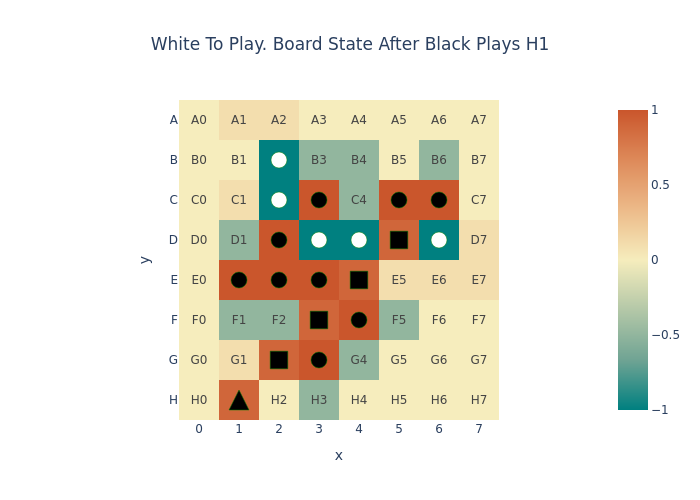 White To Play. Board State After Black Plays H1
A A0 A1 A2 A3 A4 A5 A6 A7
B B0 B1 B3 B4 B5 B6 B7
C C0 C1 C4 C7
D D0 D1 D7
E E0 E5 E6 E7
F F0 F1 F2 F5 F6 F7
G G0 G1 G4 G5 G6 G7
H H0 H2 H3 H4 H5 H6 H7
0 1 2 3 4 5 6 7
x
y
1
0.5
0
−0.5
−1